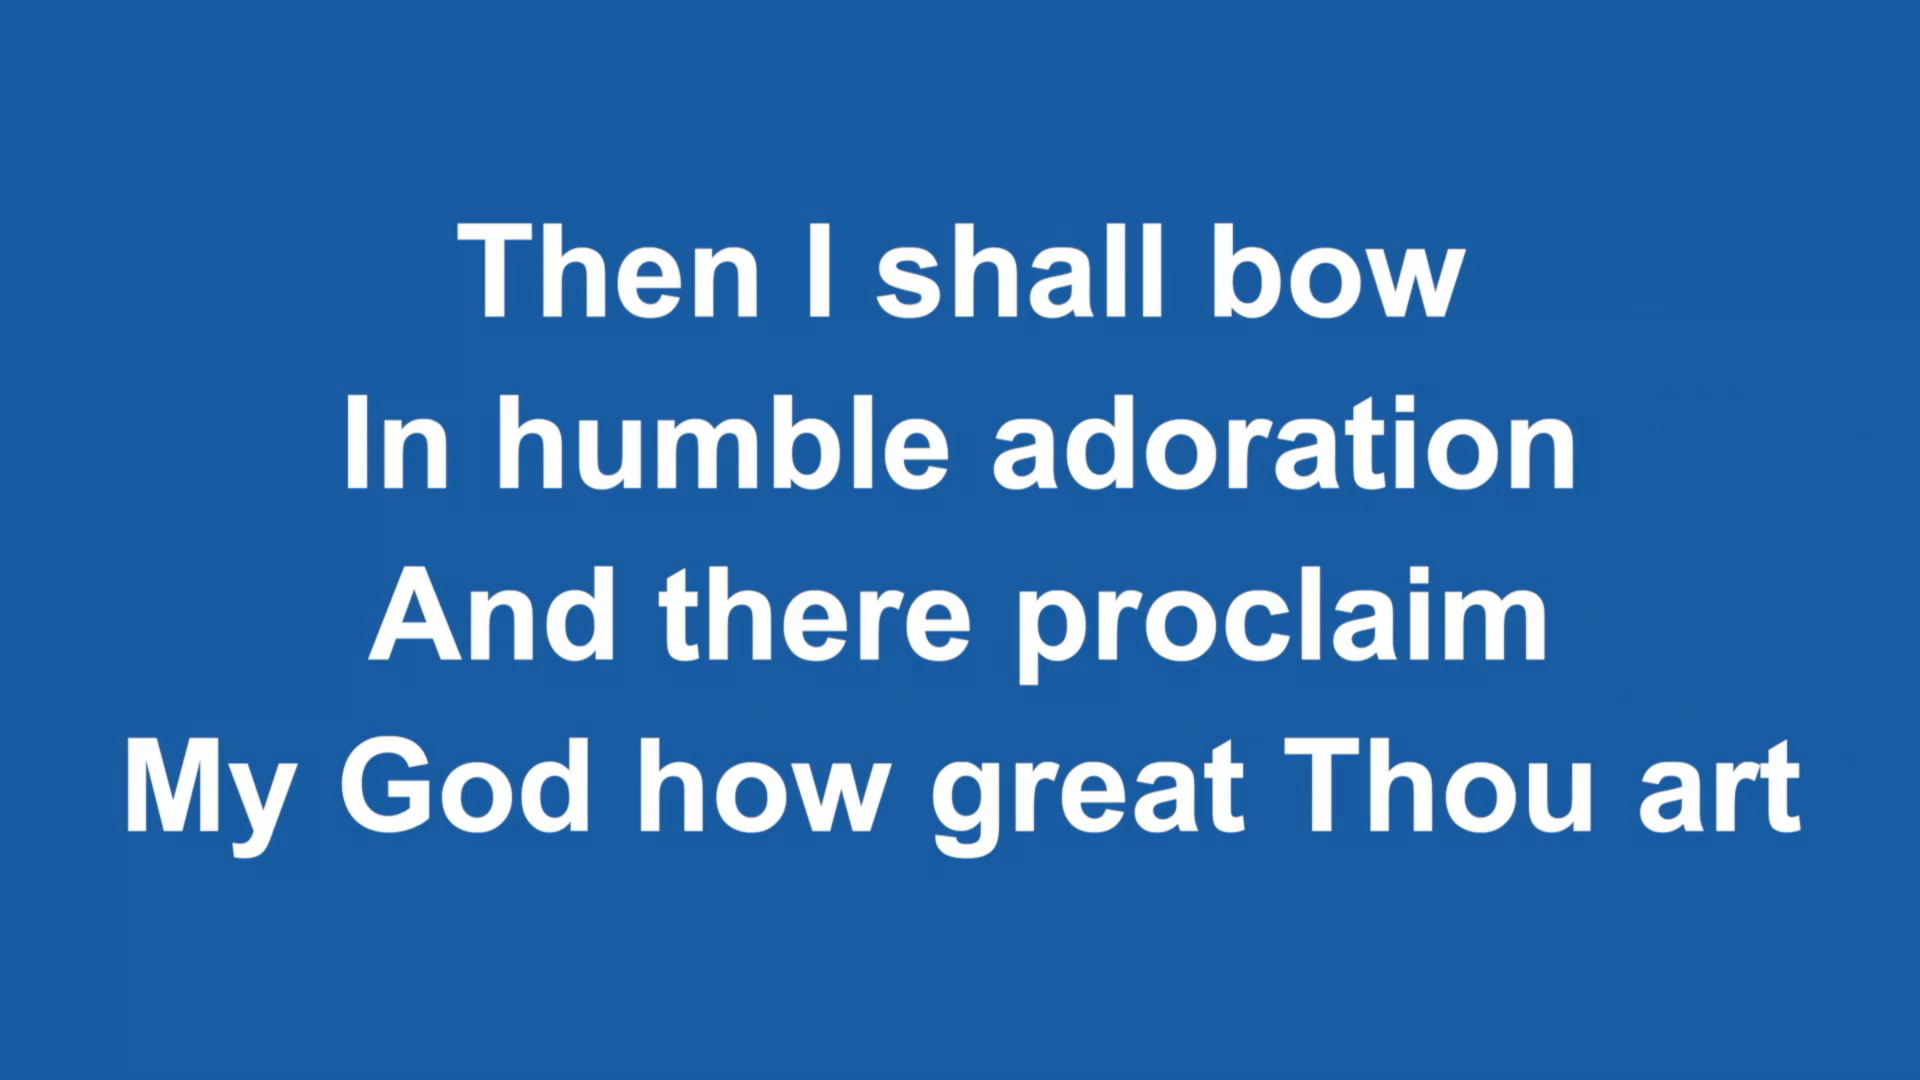 Then I shall bow
In humble adoration
And there proclaim
My God how great Thou art